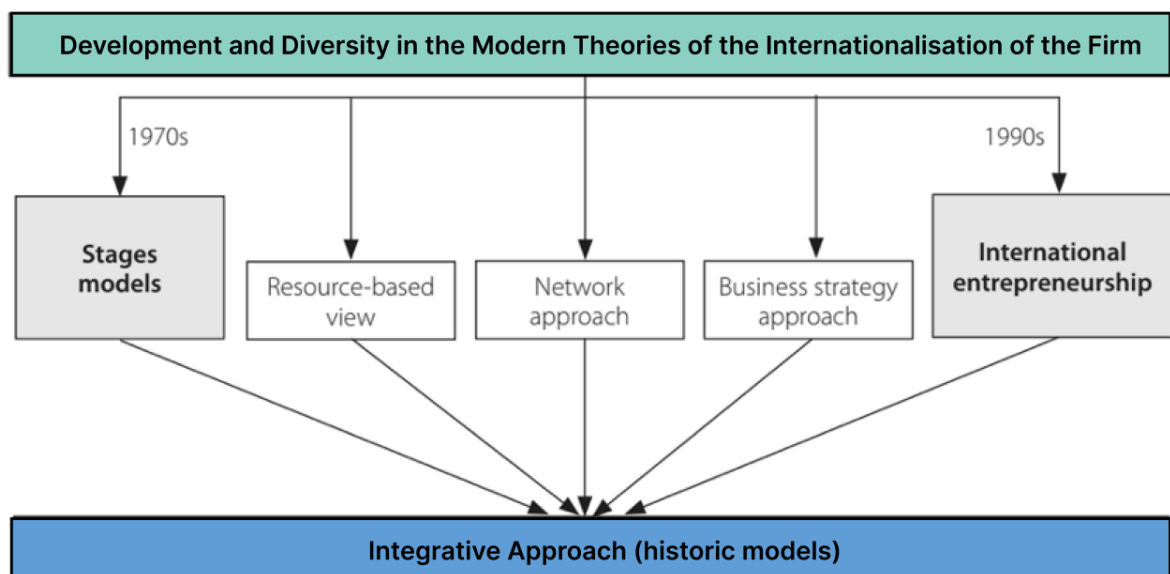 Development and Diversity in the Modern Theories of the Internationalisation of the Firm
1970s
1990s
Stages
models
Resource-based
view
Network
approach
Business strategy
approach
International
entrepreneurship
Integrative Approach (historic models)